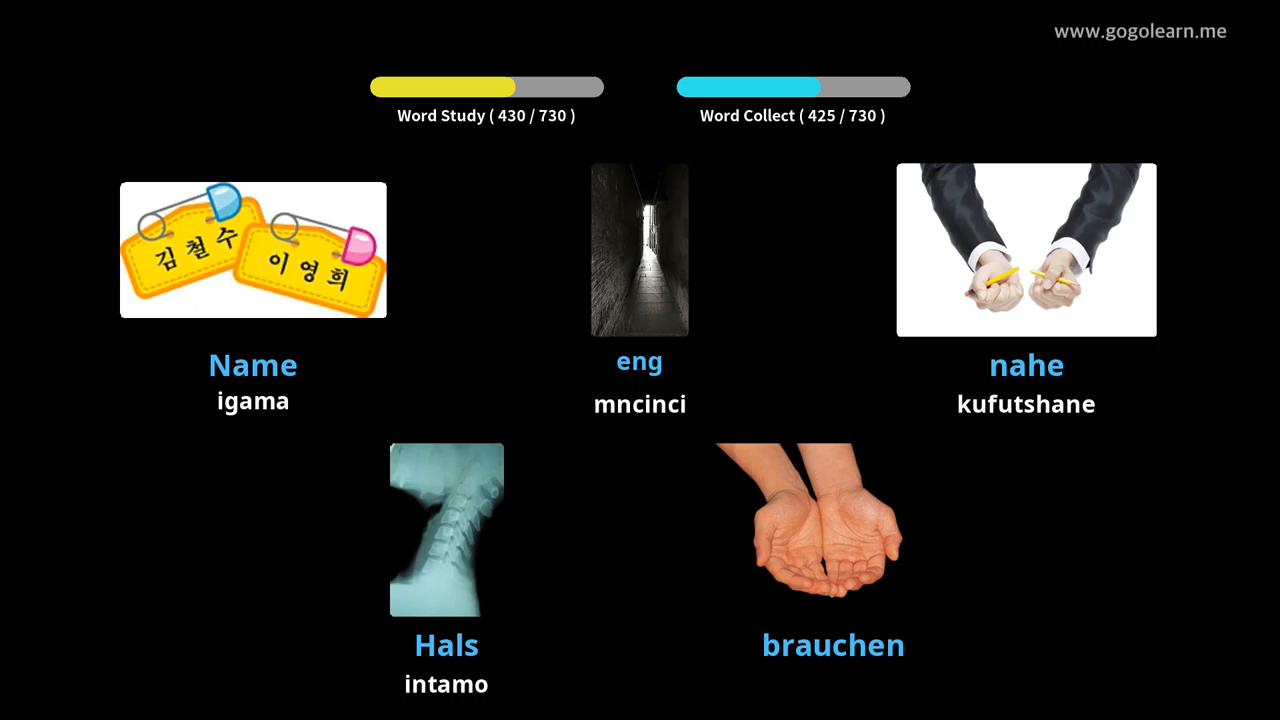 www.gogolearn.me
Word Study ( 430 / 730 )
Word Collect ( 425 / 730 )
김철수
이영희
Name
igama
eng
mncinci
nahe
kufutshane
Hals
intamo
brauchen